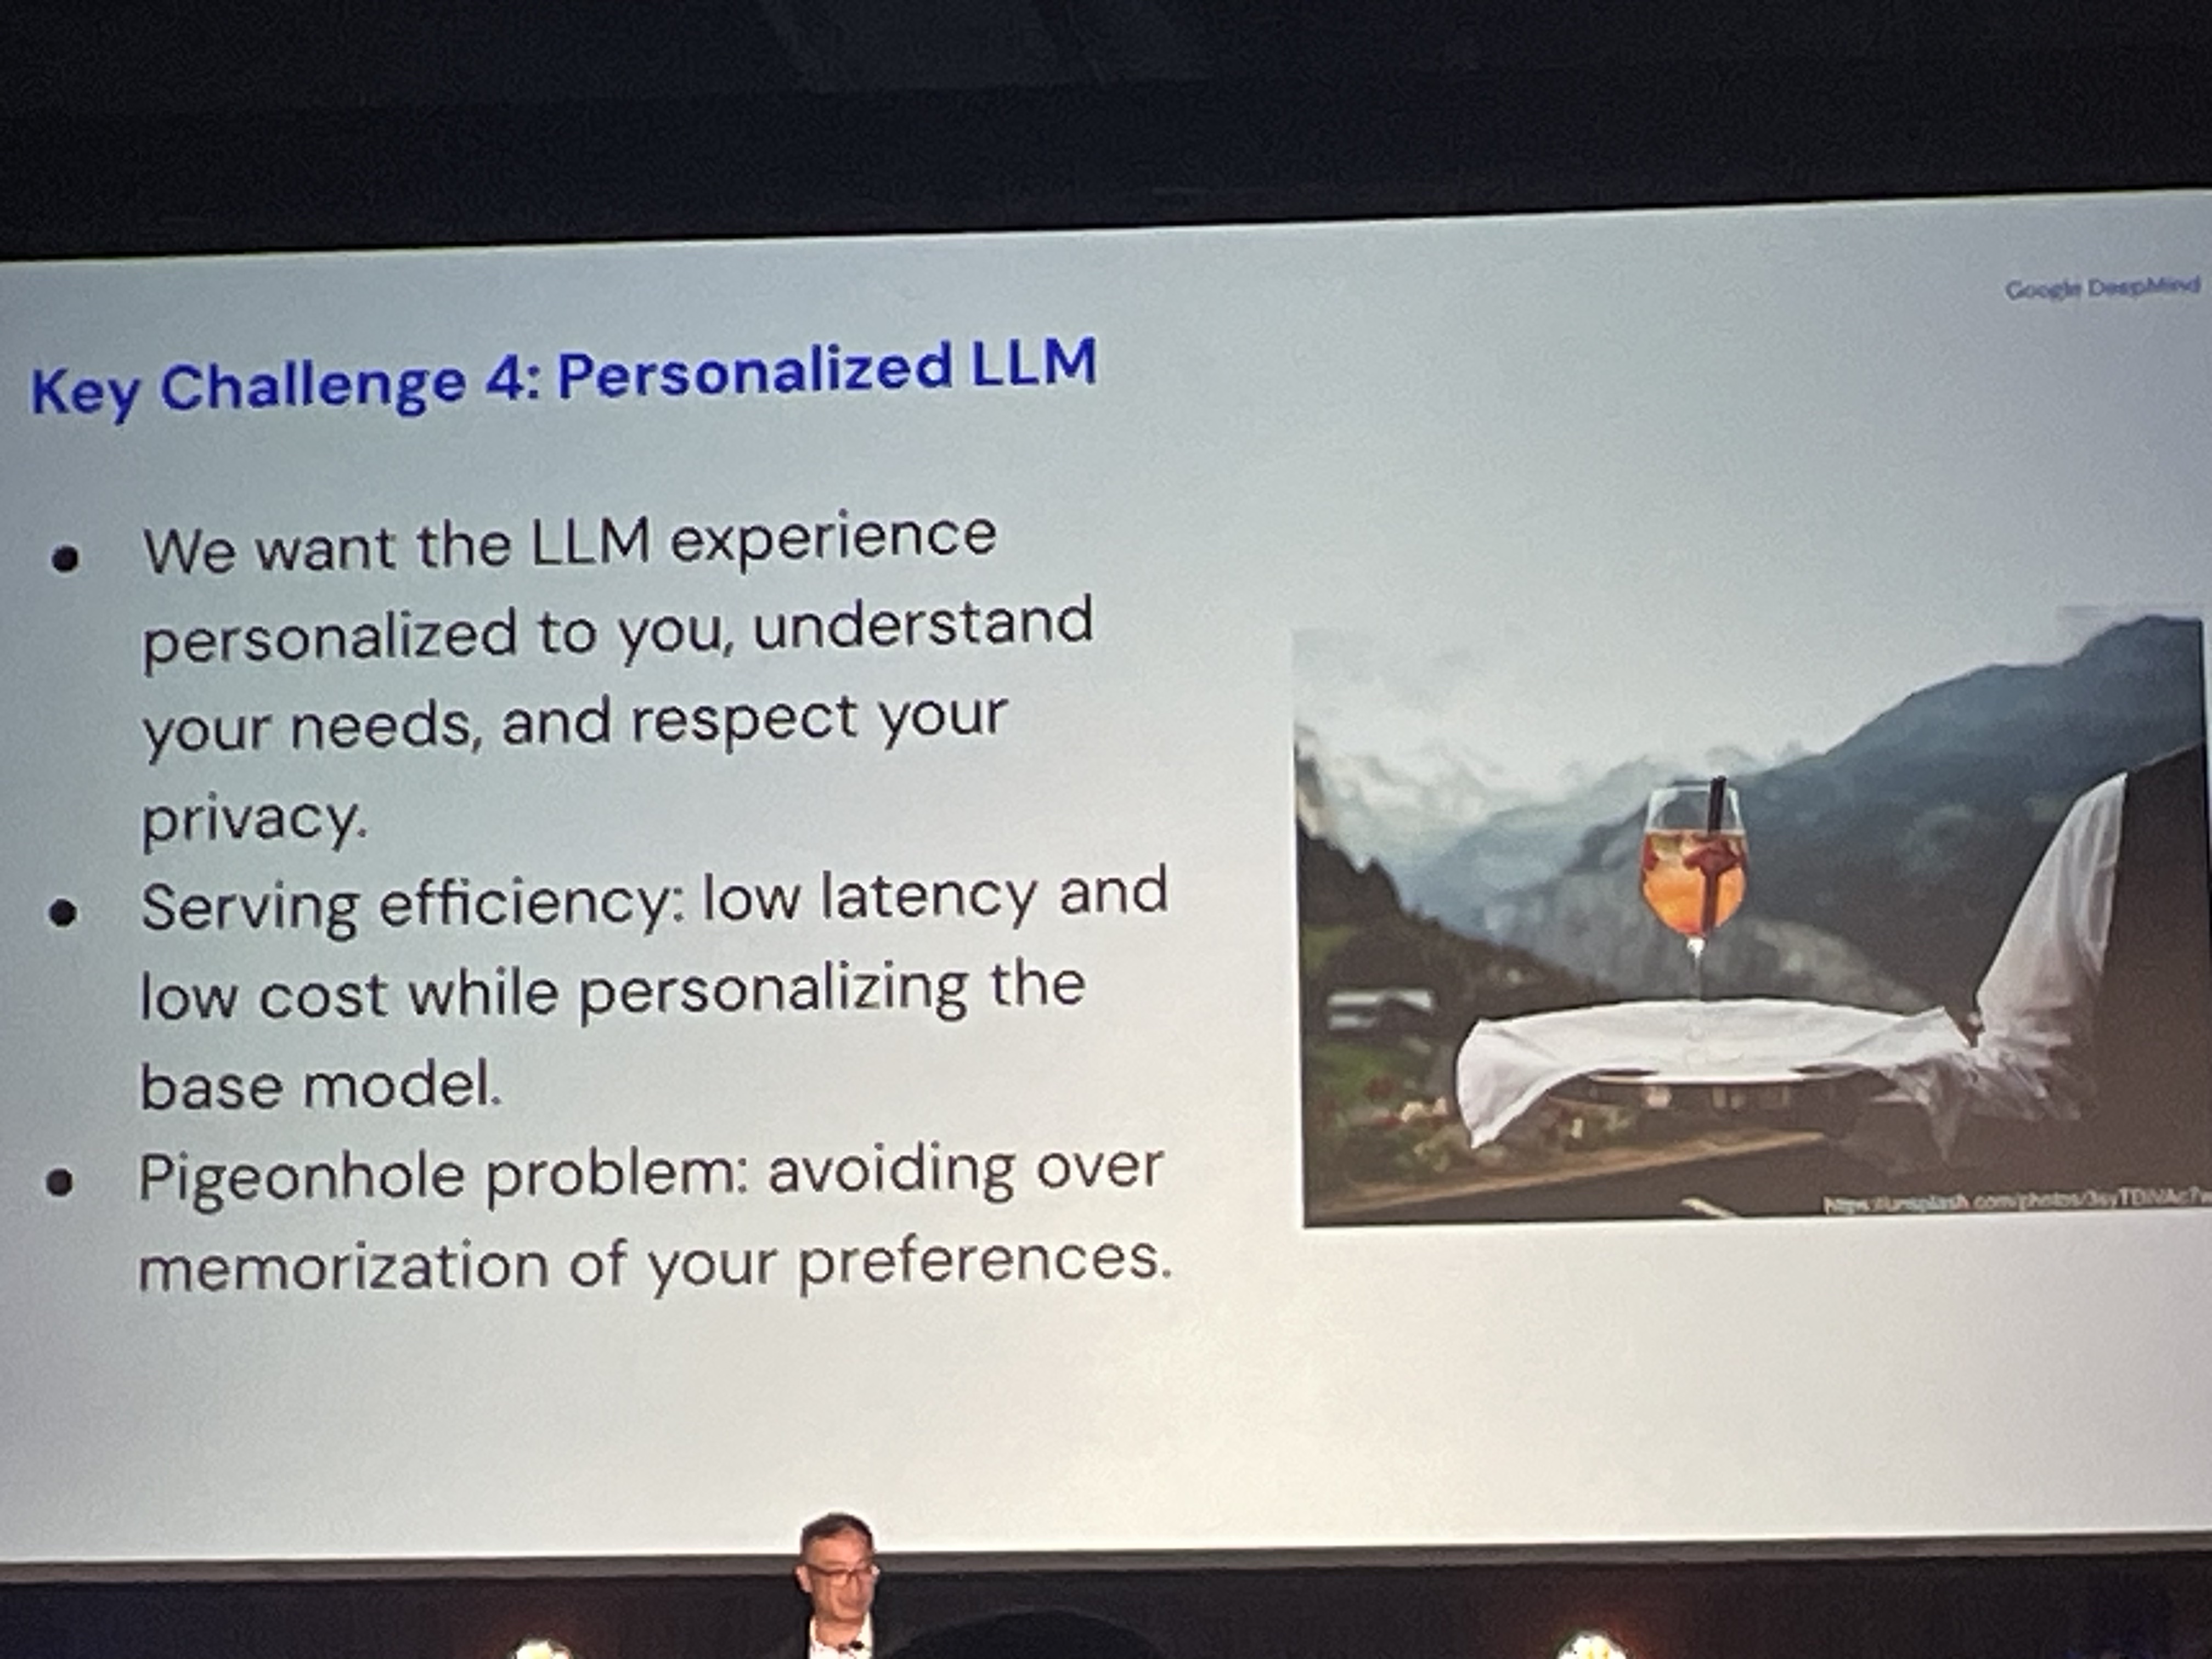 Google DeepMind
Key Challenge 4: Personalized LLM
● We want the LLM experience
personalized to you, understand
your needs, and respect your
privacy.
● Serving efficiency: low latency and
low cost while personalizing the
base model.
● Pigeonhole problem: avoiding over
memorization of your preferences.